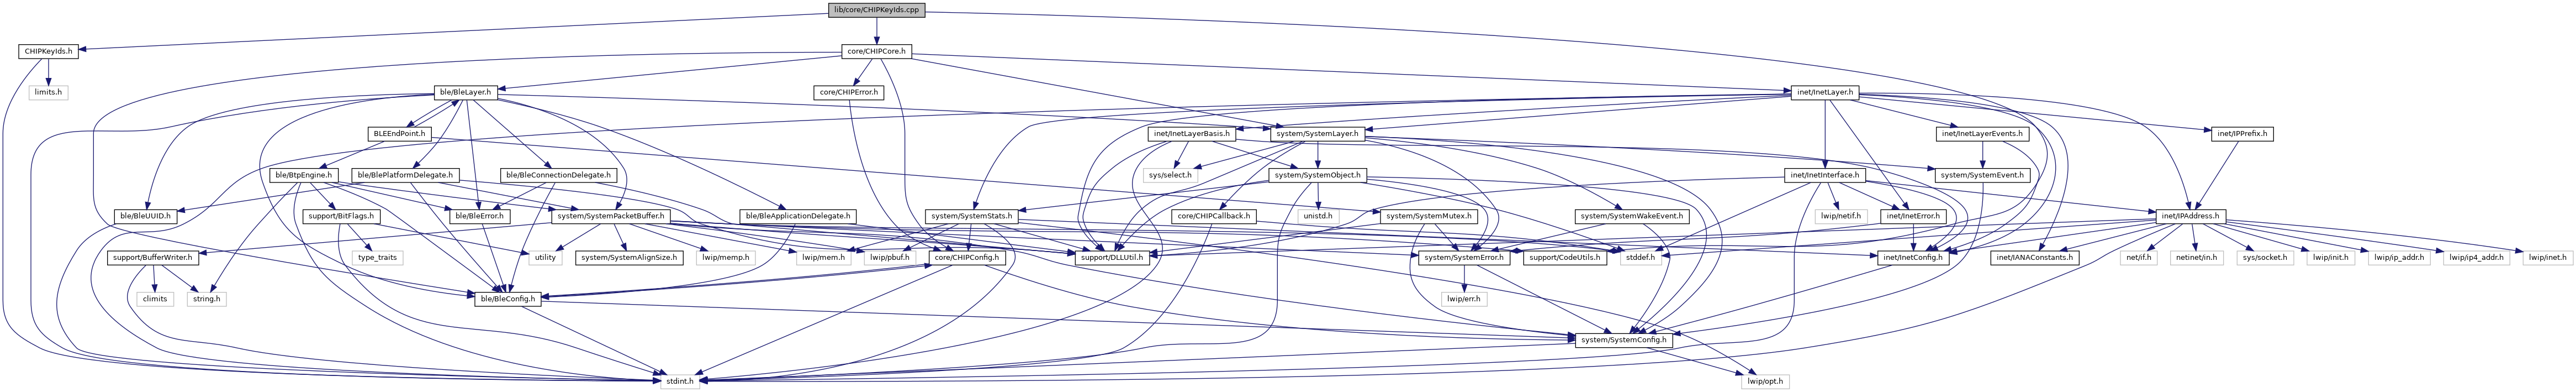 lib/core/CHIPKeyIds.cpp
CHIPKeyIds.h
core/CHIPCore.h
limits.h
ble/BleLayer.h
core/CHIPError.h
inet/InetLayer.h
BLEEndPoint.h
inet/InetLayerBasis.h
system/SystemLayer.h
inet/InetLayerEvents.h
inet/IPPrefix.h
ble/BtpEngine.h
ble/BlePlatformDelegate.h
ble/BleConnectionDelegate.h
sys/select.h
system/SystemObject.h
inet/InetInterface.h
system/SystemEvent.h
ble/BleUUID.h
support/BitFlags.h
ble/BleError.h
system/SystemPacketBuffer.h
ble/BleApplicationDelegate.h
system/SystemStats.h
core/CHIPCallback.h
unistd.h
system/SystemMutex.h
system/SystemWakeEvent.h
lwip/netif.h
inet/InetError.h
inet/IPAddress.h
support/BufferWriter.h
type_traits
utility
system/SystemAlignSize.h
lwip/memp.h
lwip/mem.h
lwip/pbuf.h
core/CHIPConfig.h
support/DLLUtil.h
system/SystemError.h
support/CodeUtils.h
stddef.h
inet/InetConfig.h
inet/IANAConstants.h
net/if.h
netinet/in.h
sys/socket.h
lwip/init.h
lwip/ip_addr.h
lwip/ip4_addr.h
lwip/inet.h
climits
string.h
ble/BleConfig.h
lwip/err.h
system/SystemConfig.h
stdint.h
lwip/opt.h